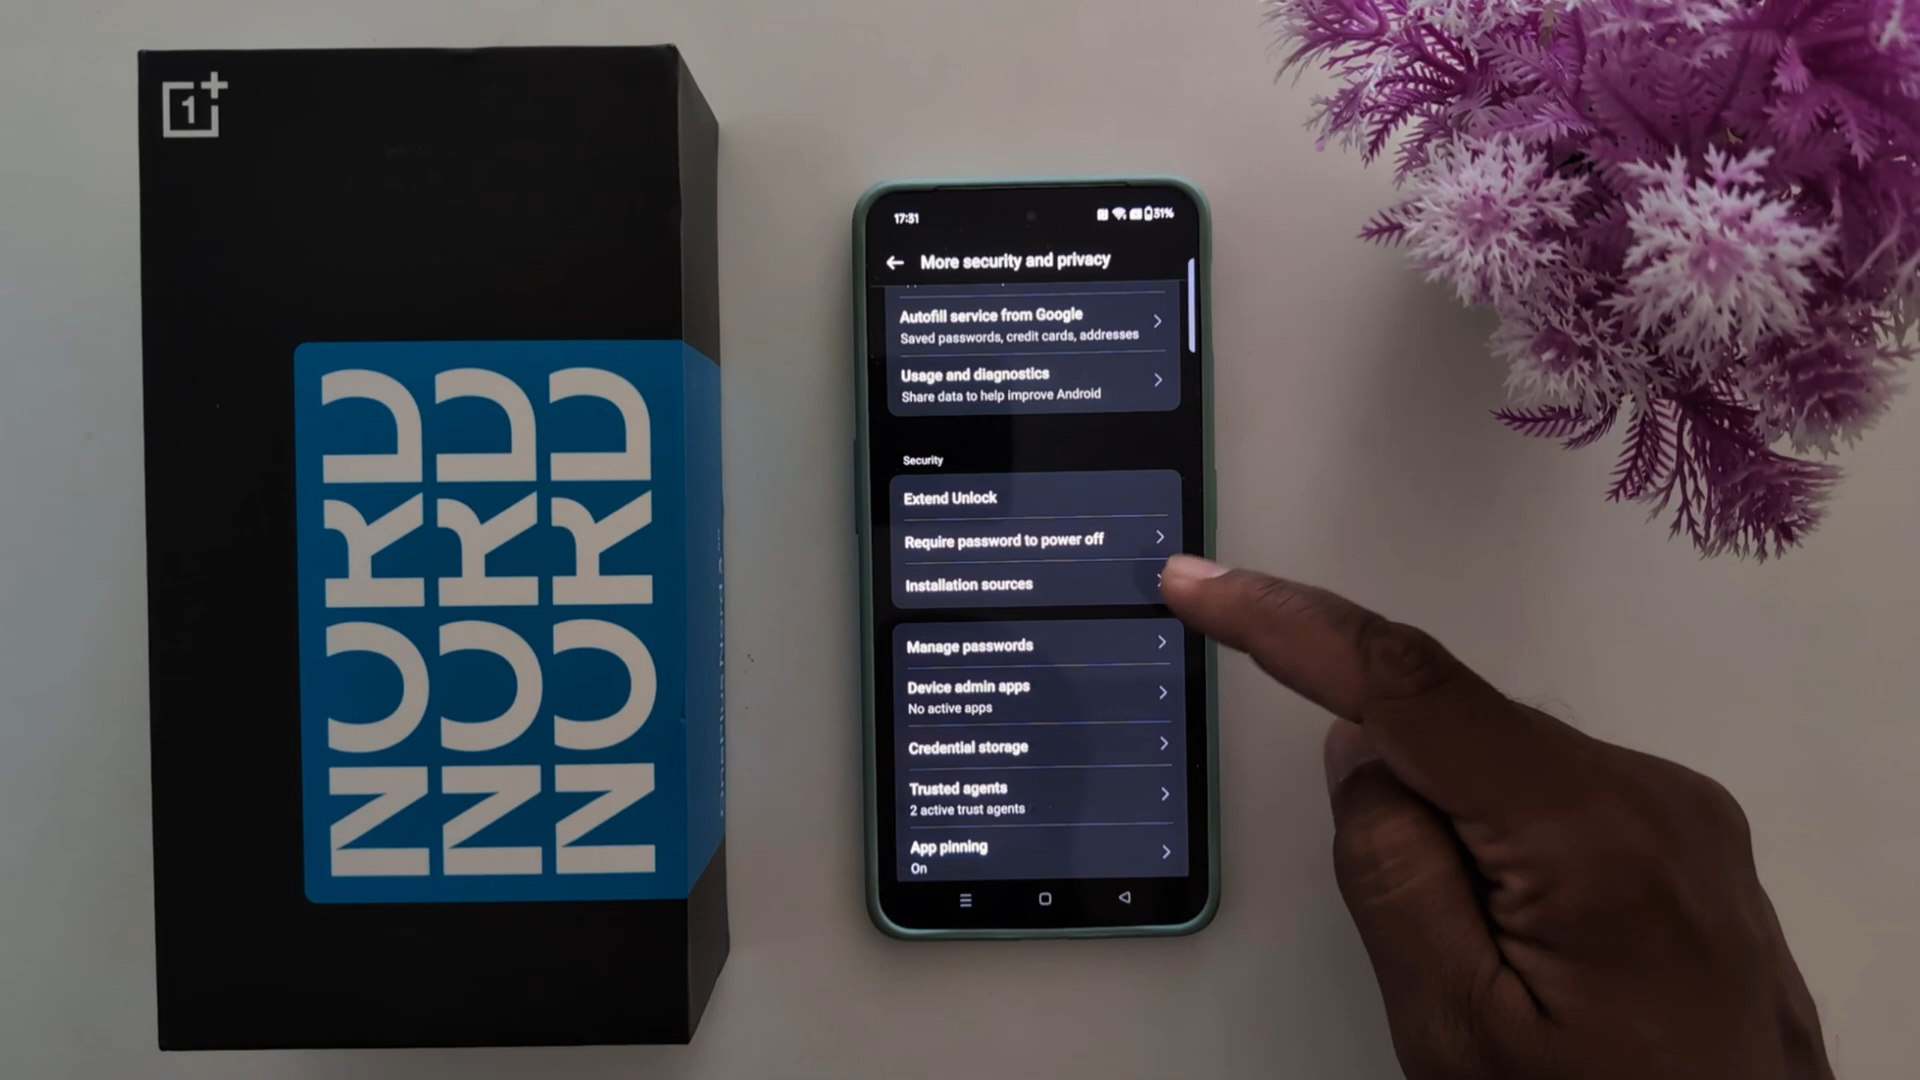 1+
NORD
NORD
NORD
17:31
31%
More security and privacy
Autofill service from Google
Saved passwords, credit cards, addresses
Usage and diagnostics
Share data to help improve Android
Security
Extend Unlock
Require password to power off
Installation sources
Manage passwords
Device admin apps
No active apps
Credential storage
Trusted agents
2 active trust agents
App pinning
On